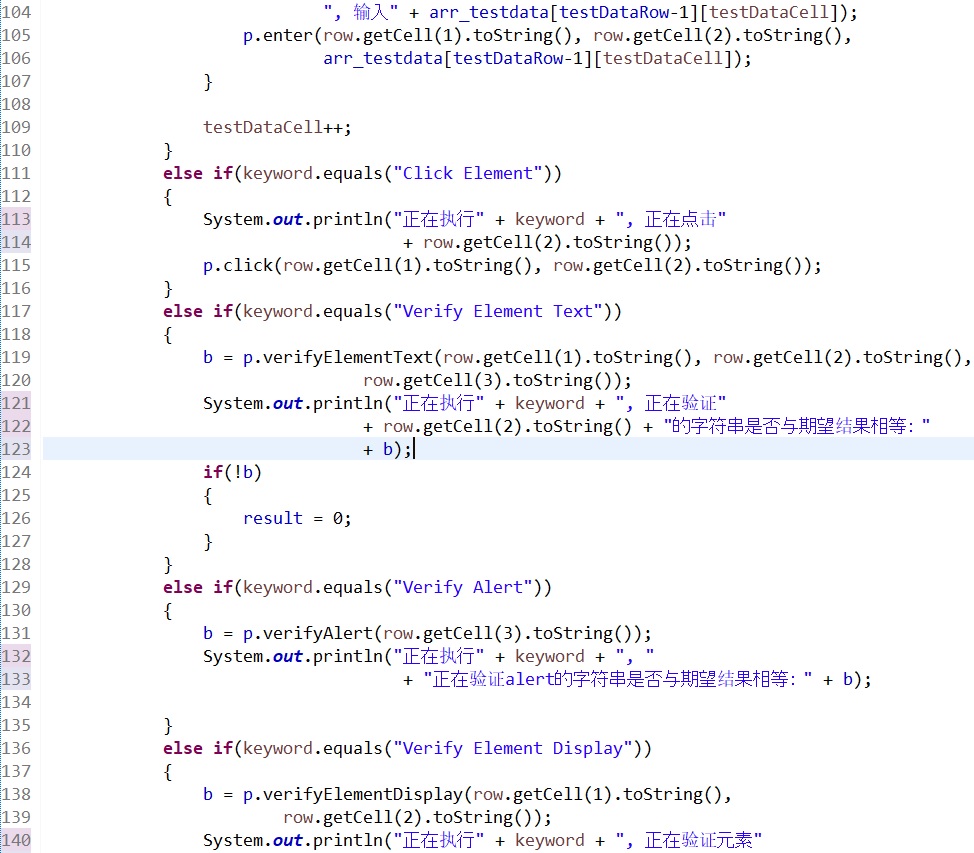 104 ", 输入" + arr_testdata[testDataRow-1][testDataCell]);
105 p.enter(row.getCell(1).toString(), row.getCell(2).toString(),
106 arr_testdata[testDataRow-1][testDataCell]);
107 }
108
109 testDataCell++;
110 }
111 else if(keyword.equals("Click Element"))
112 {
113 System.out.println("正在执行" + keyword + ", 正在点击"
114 + row.getCell(2).toString());
115 p.click(row.getCell(1).toString(), row.getCell(2).toString());
116 }
117 else if(keyword.equals("Verify Element Text"))
118 {
119 b = p.verifyElementText(row.getCell(1).toString(), row.getCell(2).toString(),
120 row.getCell(3).toString());
121 System.out.println("正在执行" + keyword + ", 正在验证"
122 + row.getCell(2).toString() + "的字符串是否与期望结果相等："
123 + b);
124 if(!b)
125 {
126 result = 0;
127 }
128 }
129 else if(keyword.equals("Verify Alert"))
130 {
131 b = p.verifyAlert(row.getCell(3).toString());
132 System.out.println("正在执行" + keyword + ", "
133 + "正在验证alert的字符串是否与期望结果相等：" + b);
134
135 }
136 else if(keyword.equals("Verify Element Display"))
137 {
138 b = p.verifyElementDisplay(row.getCell(1).toString(),
139 row.getCell(2).toString());
140 System.out.println("正在执行" + keyword + ", 正在验证元素"